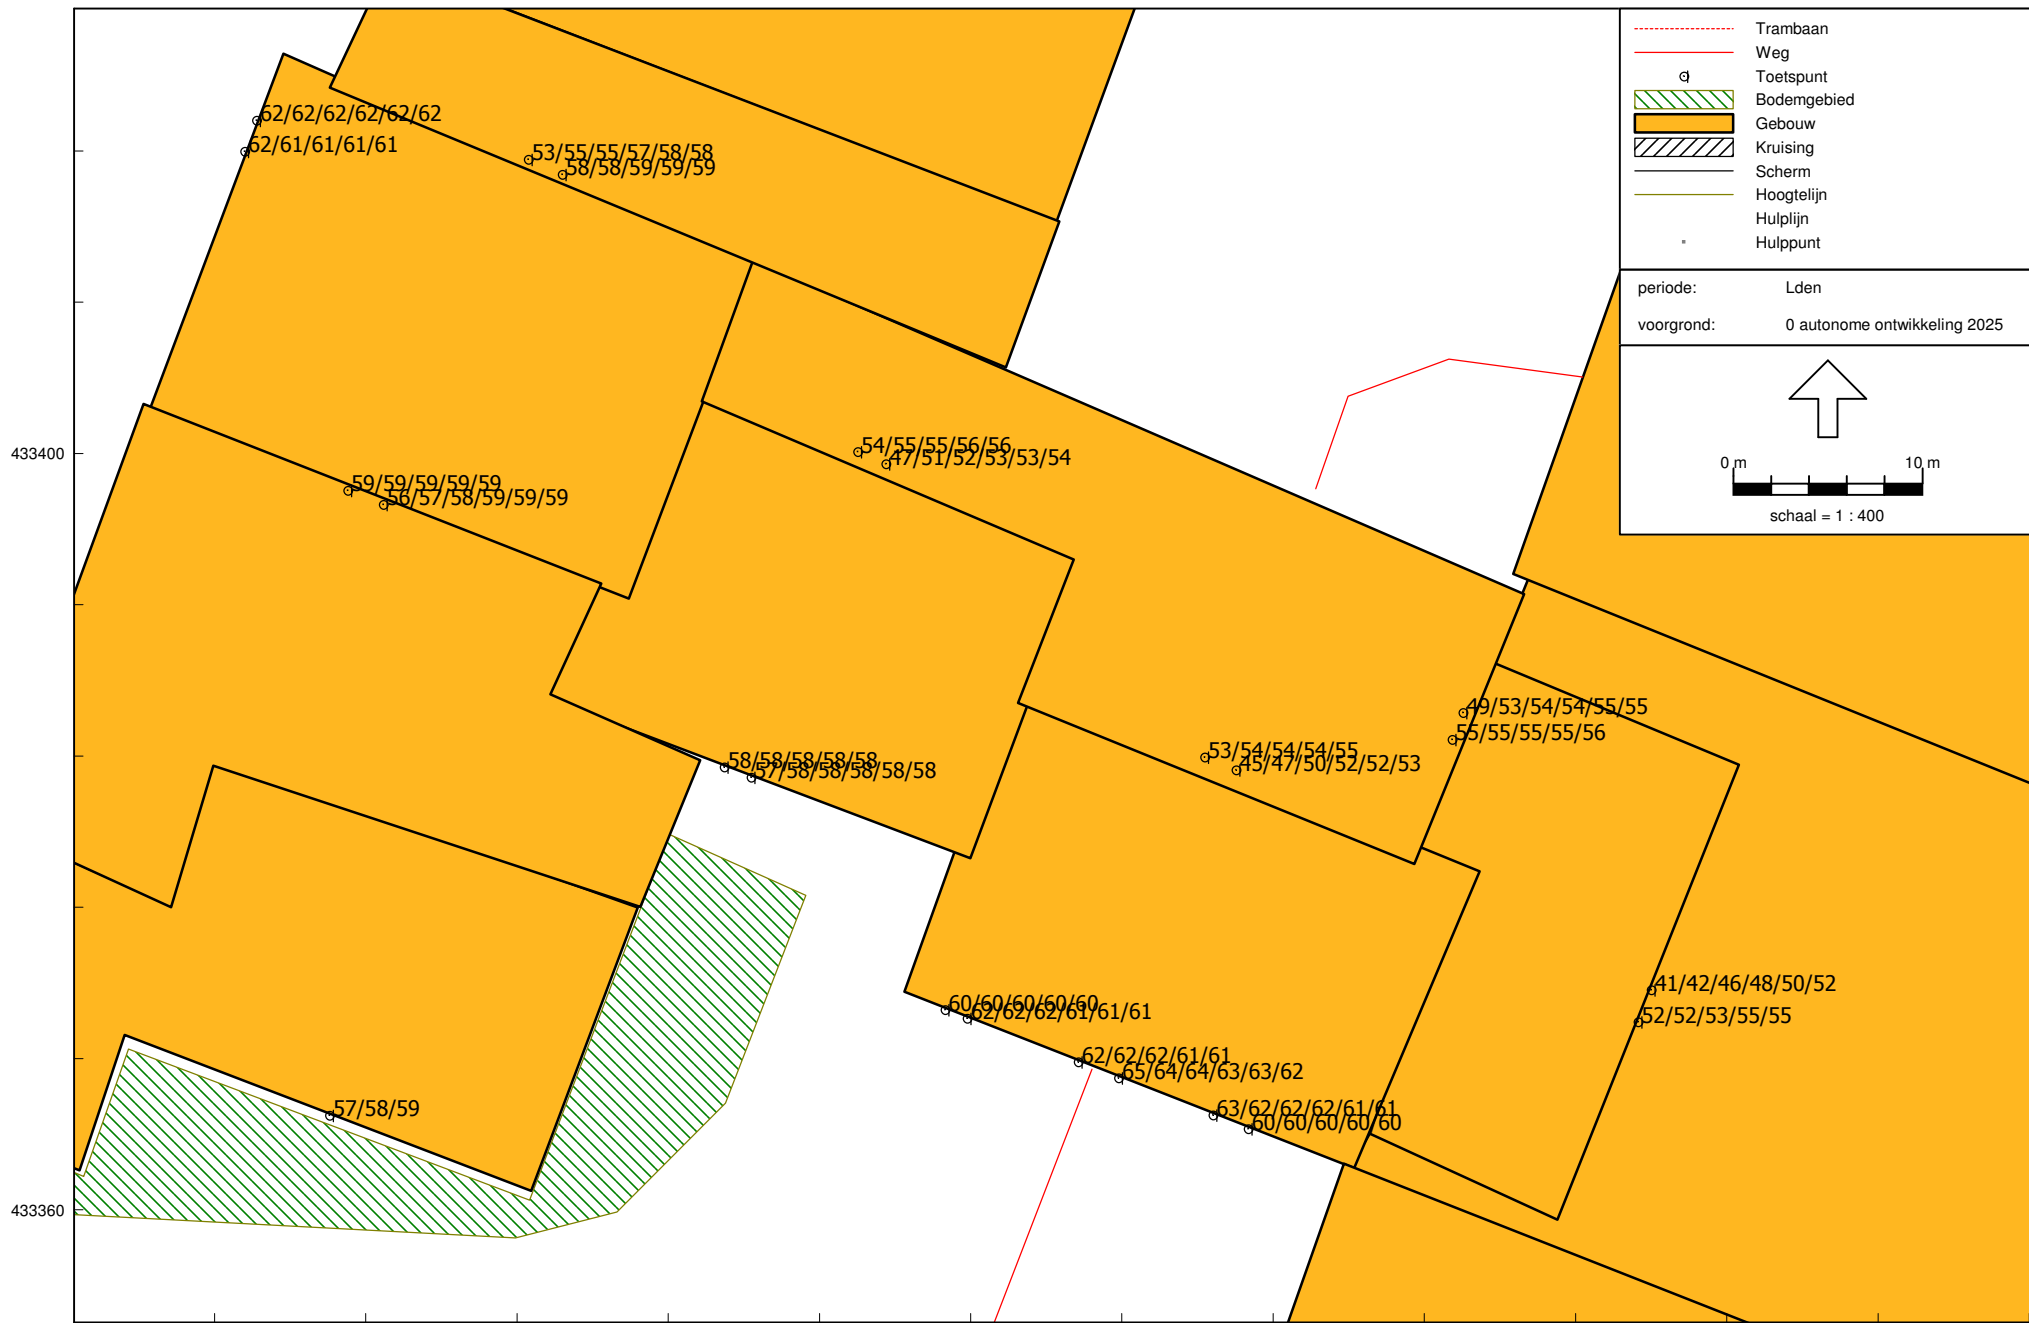 Trambaan
Weg
Toetspunt
Bodemgebied
Gebouw
Kruising
Scherm
Hoogtelijn
Hulplijn
Hulppunt
periode: Lden
voorgrond: 0 autonome ontwikkeling 2025
0 m 10 m
schaal = 1 : 400
62/62/62/62/62/62
62/61/61/61/61
53/55/55/57/58/58
58/58/59/59/59
433400
54/55/55/56/56
47/51/52/53/53/54
59/59/59/59/59
56/57/58/59/59/59
49/53/54/54/55/55
55/55/55/55/56
53/54/54/54/55
45/47/50/52/52/53
58/58/58/58/58
57/58/58/58/58/58
41/42/46/48/50/52
52/52/53/55/55
60/60/60/60/60
62/62/62/61/61/61
62/62/62/61/61
65/64/64/63/63/62
57/58/59
63/62/62/62/61/61
60/60/60/60/60
433360